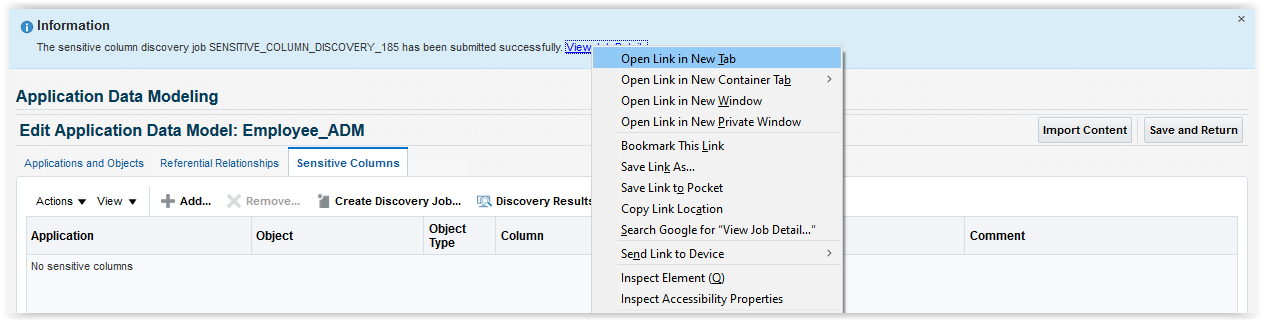 Information
The sensitive column discovery job SENSITIVE_COLUMN_DISCOVERY_185 has been submitted successfully.
Open Link in New Tab
Open Link in New Container Tab
Open Link in New Window
Open Link in New Private Window
Bookmark This Link
Save Link As...
Save Link to Pocket
Copy Link Location
Search Google for “View Job Detail...”
Send Link to Device
Inspect Element (Q)
Inspect Accessibility Properties
Application Data Modeling
Edit Application Data Model: Employee_ADM
Import Content
Save and Return
Applications and Objects Referential Relationships Sensitive Columns
Actions View Add... Remove... Create Discovery Job... Discovery Results
Application Object Object Type Column Comment
No sensitive columns